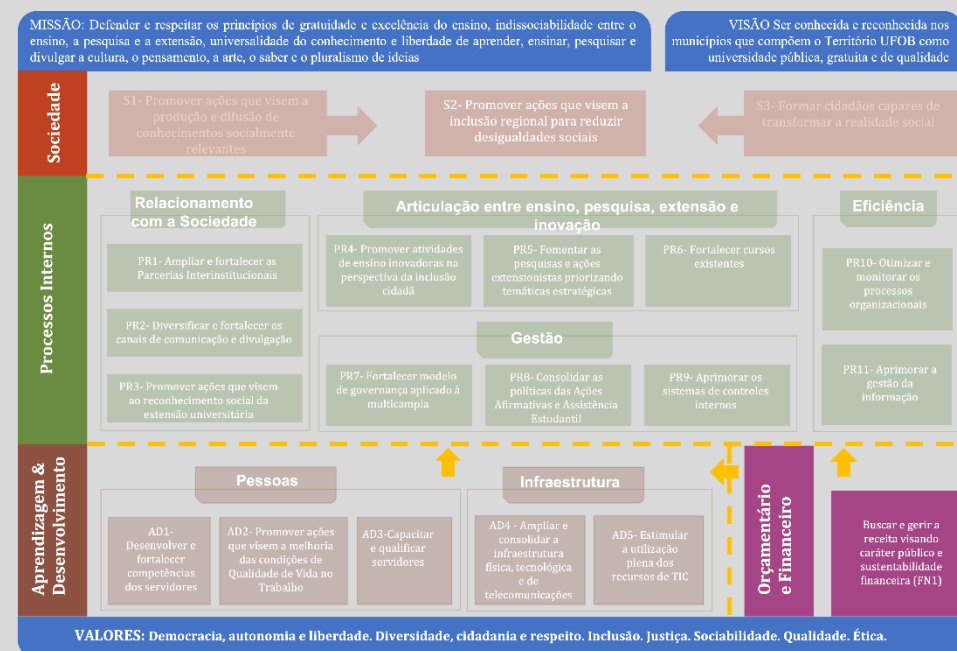 MISSÃO: Defender e respeitar os princípios de gratuidade e excelência do ensino, indissociabilidade entre o
ensino, a pesquisa e a extensão, universalidade do conhecimento e liberdade de aprender, ensinar, pesquisar e
divulgar a cultura, o pensamento, a arte, o saber e o pluralismo de ideias
VISÃO Ser conhecida e reconhecida nos
municípios que compõem o Território UFOB como
universidade pública, gratuita e de qualidade
Sociedade
S1- Promover ações que visem a
produção e difusão de
conhecimentos socialmente
relevantes
S2- Promover ações que visem a
inclusão regional para reduzir
desigualdades sociais
S3- Formar cidadãos capazes de
transformar a realidade social
Processos Internos
Relacionamento
com a Sociedade
PR1- Ampliar e fortalecer as
Parcerias Interinstitucionais
PR2- Diversificar e fortalecer os
canais de comunicação e divulgação
PR3- Promover ações que visem
ao reconhecimento social da
extensão universitária
Articulação entre ensino, pesquisa, extensão e
inovação
PR4- Promover atividades
de ensino inovadoras na
perspectiva da inclusão
cidadã
PR5- Fomentar as
pesquisas e ações
extensionistas priorizando
temáticas estratégicas
PR6- Fortalecer cursos
existentes
Gestão
PR7- Fortalecer modelo
de governança aplicado à
multicampia
PR8- Consolidar as
políticas das Ações
Afirmativas e Assistência
Estudantil
PR9- Aprimorar os
sistemas de controles
internos
Eficiência
PR10- Otimizar e
monitorar os
processos
organizacionais
PR11- Aprimorar a
gestão da
informação
Aprendizagem &
Desenvolvimento
Pessoas
AD1-
Desenvolver e
fortalecer
competências
dos servidores
AD2- Promover ações
que visem a melhoria
das condições de
Qualidade de Vida no
Trabalho
AD3-Capacitar
e qualificar
servidores
Infraestrutura
AD4 - Ampliar e
consolidar a
infraestrutura
física, tecnológica
e de
telecomunicações
AD5- Estimular
a utilização
plena dos
recursos de TIC
Orçamentário
e Financeiro
Buscar e gerir a
receita visando
caráter público e
sustentabilidade
financeira (FN1)
VALORES: Democracia, autonomia e liberdade. Diversidade, cidadania e respeito. Inclusão. Justiça. Sociabilidade. Qualidade. Ética.